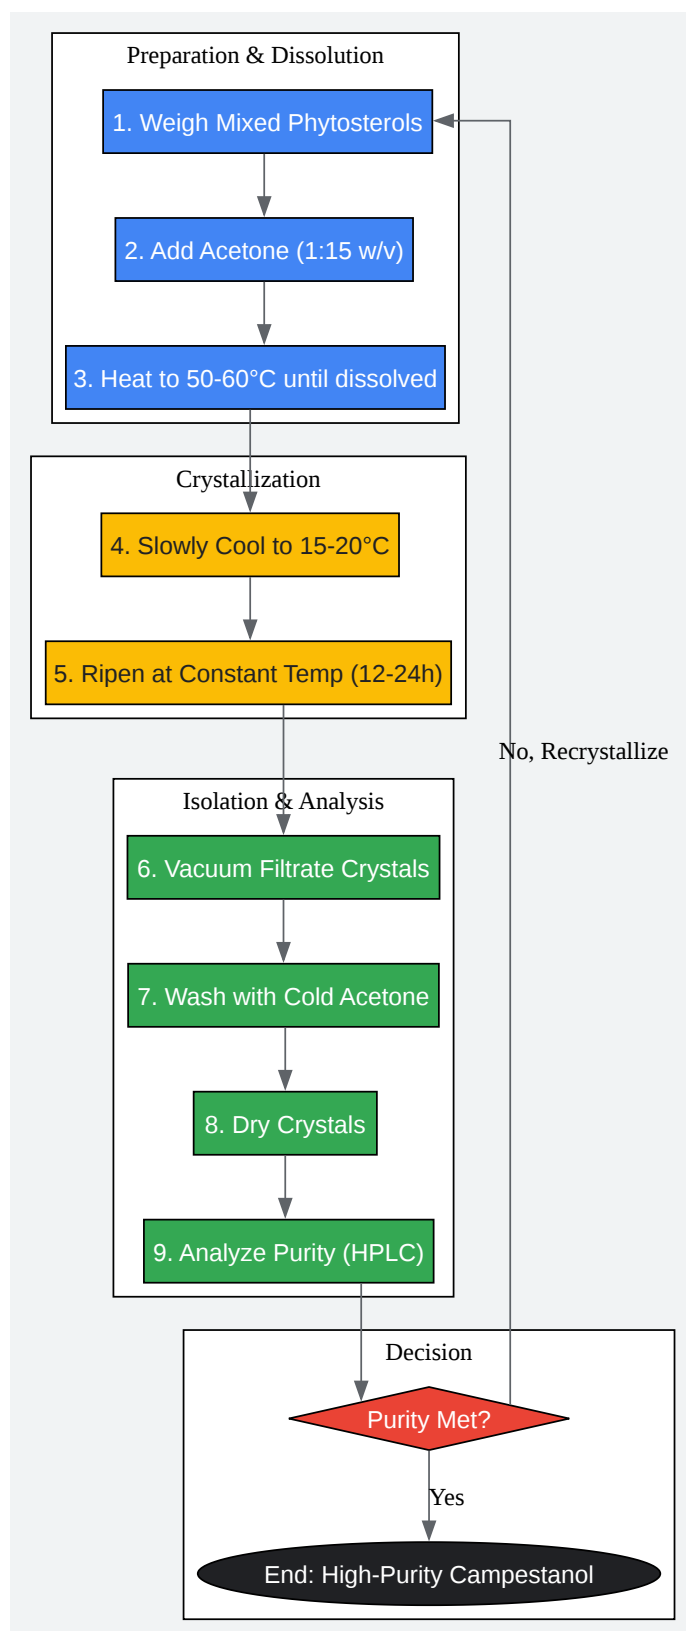 Preparation & Dissolution
1. Weigh Mixed Phytosterols
2. Add Acetone (1:15 w/v)
3. Heat to 50-60°C until dissolved
Crystallization
4. Slowly Cool to 15-20°C
5. Ripen at Constant Temp (12-24h)
No, Recrystallize
Isolation & Analysis
6. Vacuum Filtrate Crystals
7. Wash with Cold Acetone
8. Dry Crystals
9. Analyze Purity (HPLC)
Decision
Purity Met?
Yes
End: High-Purity Campestanol